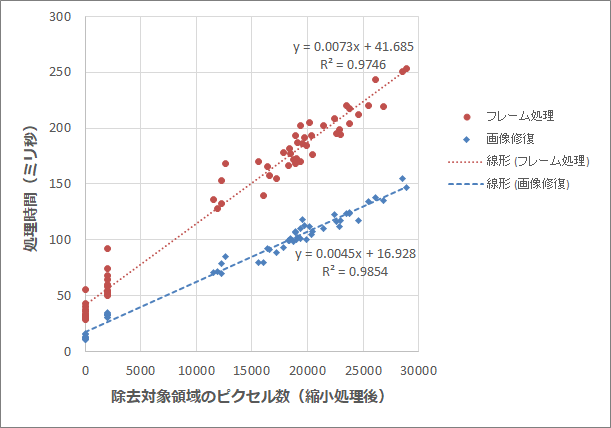 300
250
200
150
100
50
0
処理時間（ミリ秒）
y = 0.0073x + 41.685
R² = 0.9746
y = 0.0045x + 16.928
R² = 0.9854
0 5000 10000 15000 20000 25000 30000
除去対象領域のピクセル数（縮小処理後）
フレーム処理
画像修復
線形 (フレーム処理)
線形 (画像修復)